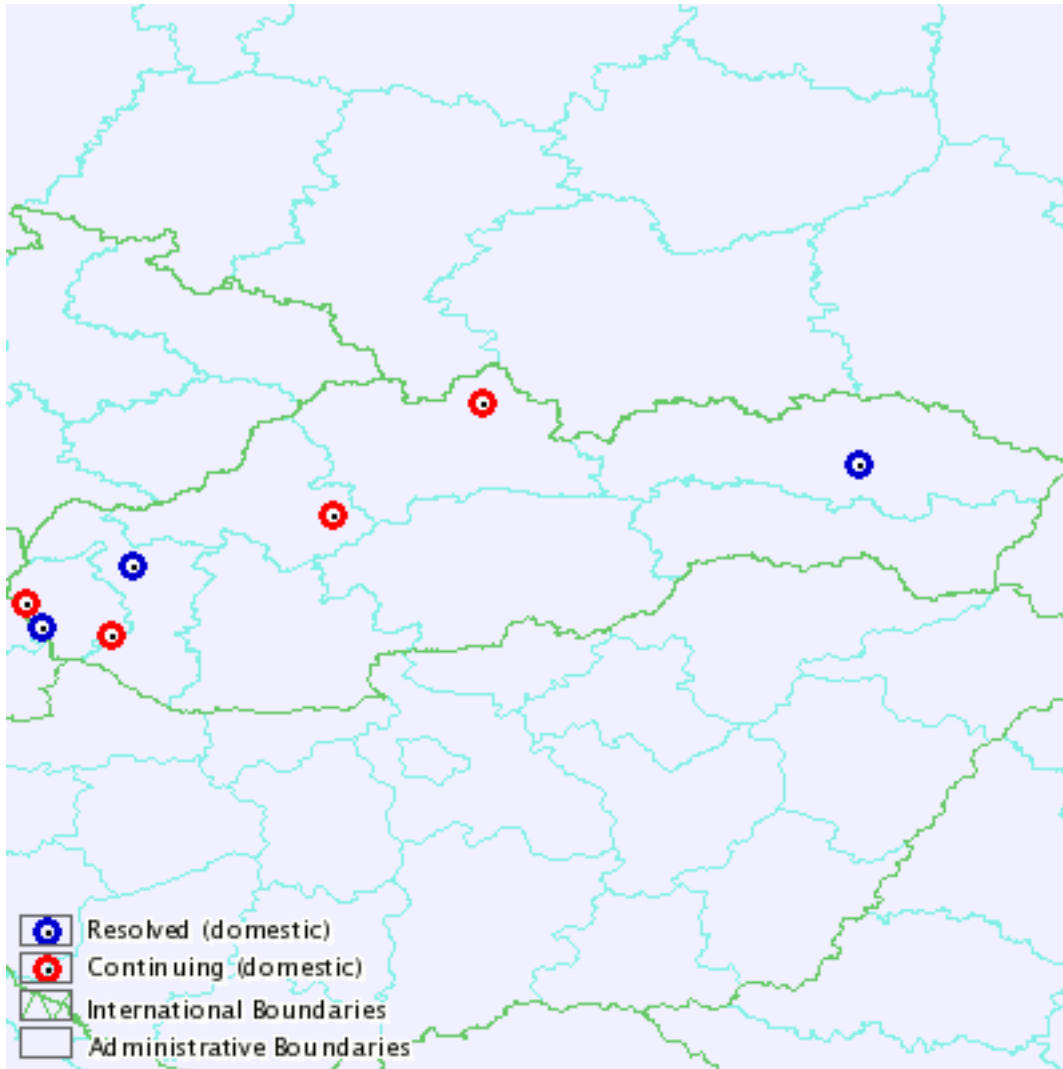 Resolved (domestic)
Continuing (domestic)
International Boundaries
Administrative Boundaries